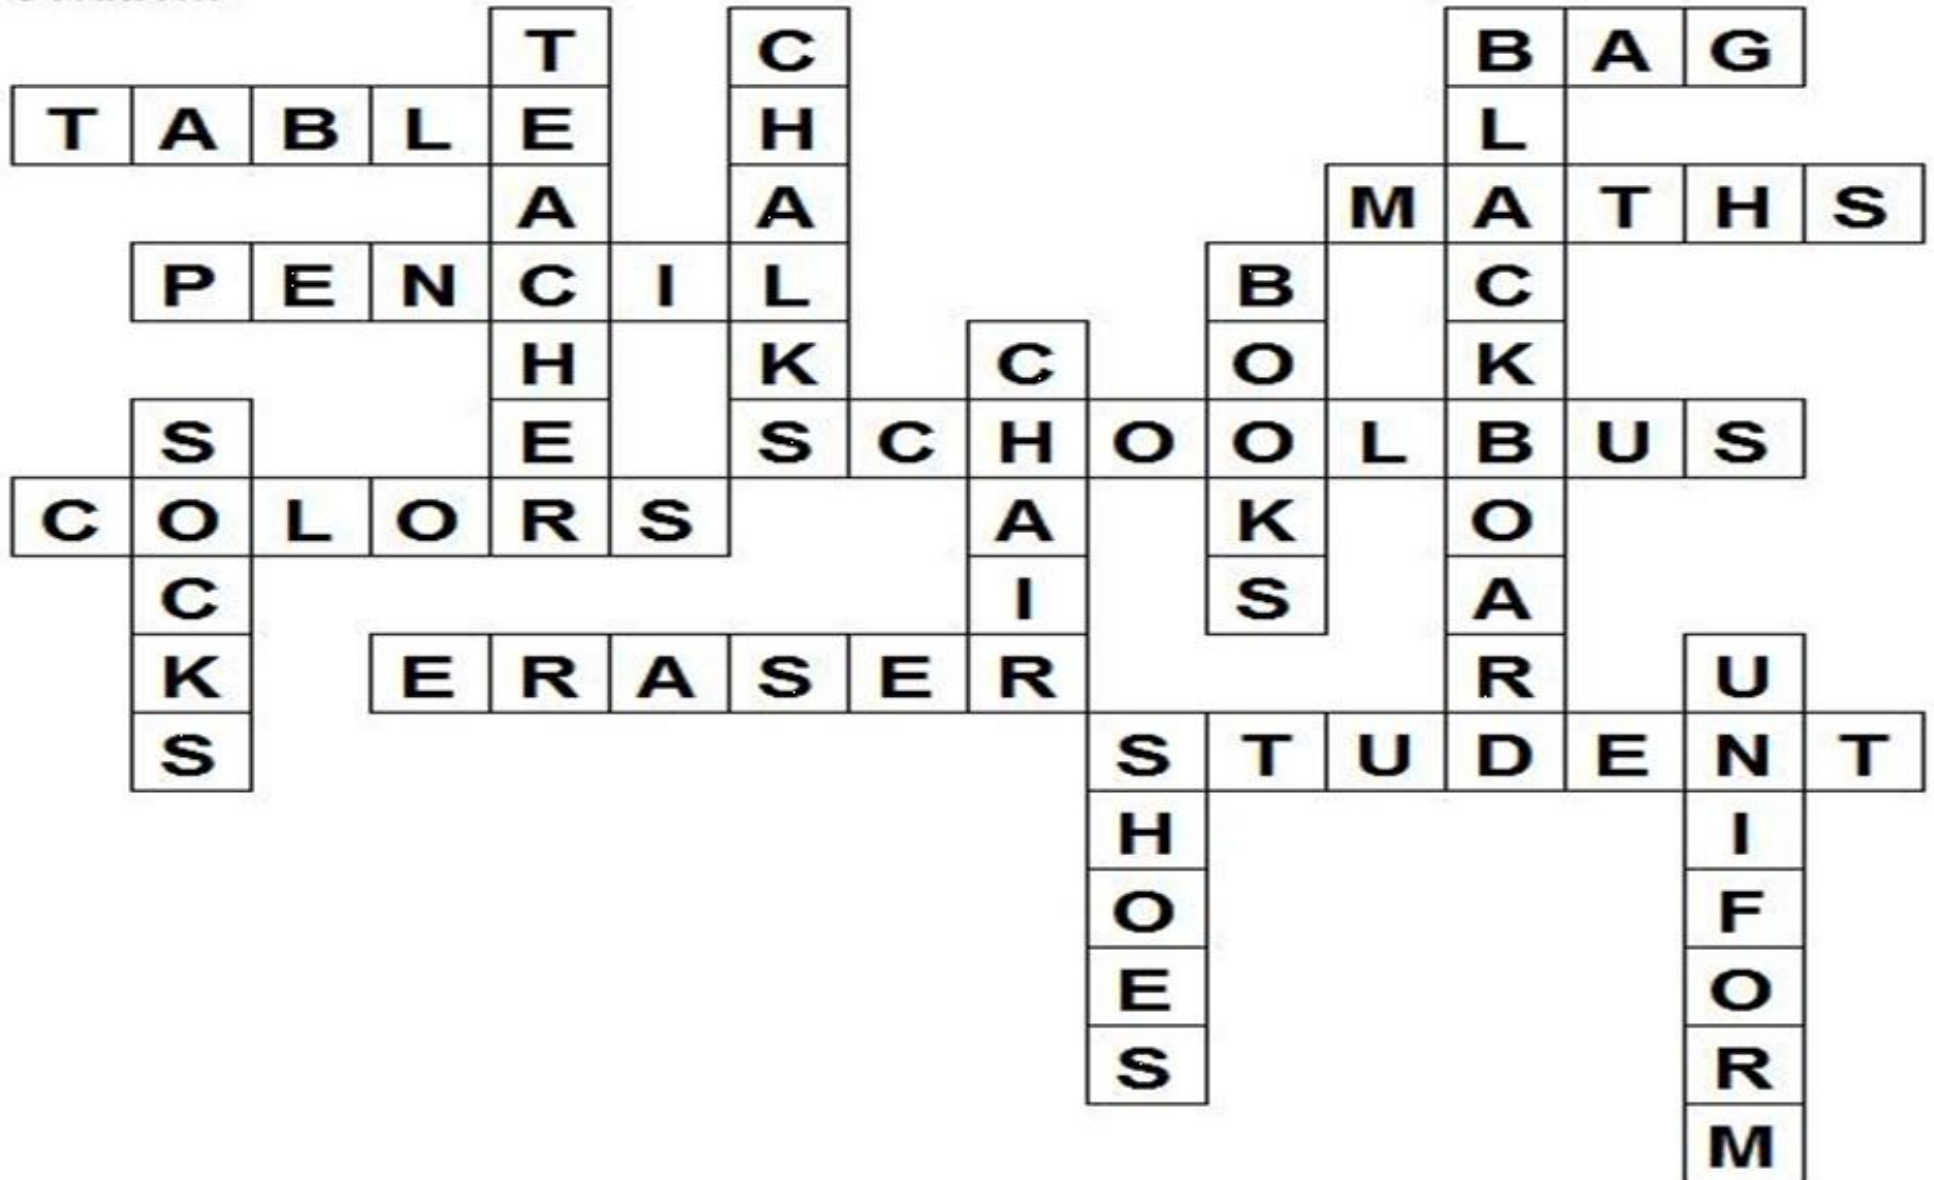 T C B A G
T A B L E H L
A A M A T H S
P E N C I L B C
H K C O K
S E S C H O O L B U S
C O L O R S A K O
C I S A
K E R A S E R R U
S S T U D E N T
H I
O F
E O
S R
M